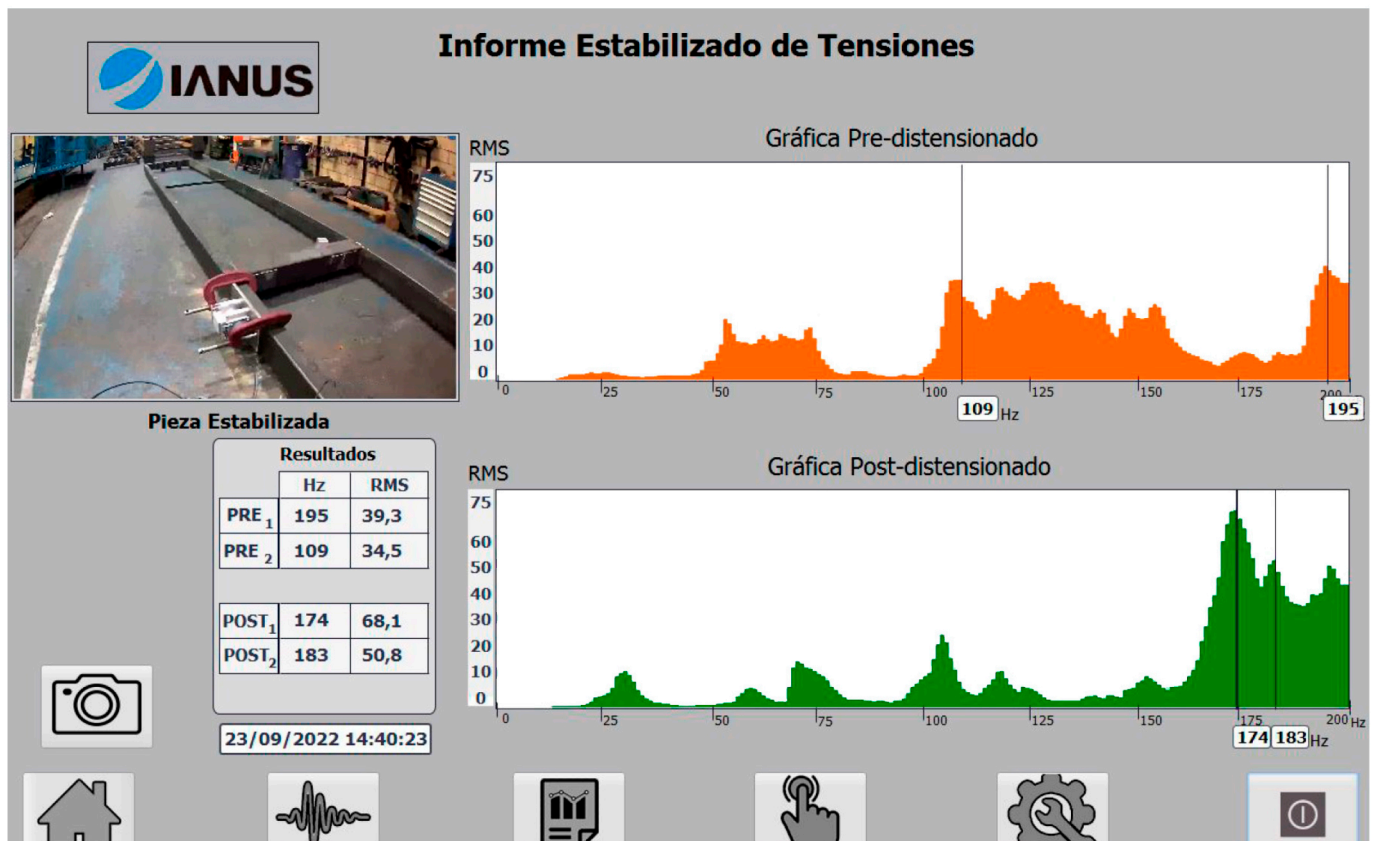 Informe Estabilizado de Tensiones
IANUS
RMS
Gráfica Pre-distensionado
75
60
50
40
30
20
10
0
0 25 50 75 100 125 150 175 200
109 Hz 195
Pieza Estabilizada
Resultados
Hz RMS
PRE 1 195 39,3
PRE 2 109 34,5
POST1 174 68,1
POST2 183 50,8
23/09/2022 14:40:23
RMS
Gráfica Post-distensionado
75
60
50
40
30
20
10
0
0 25 50 75 100 125 150 175 200 Hz
174 183 Hz